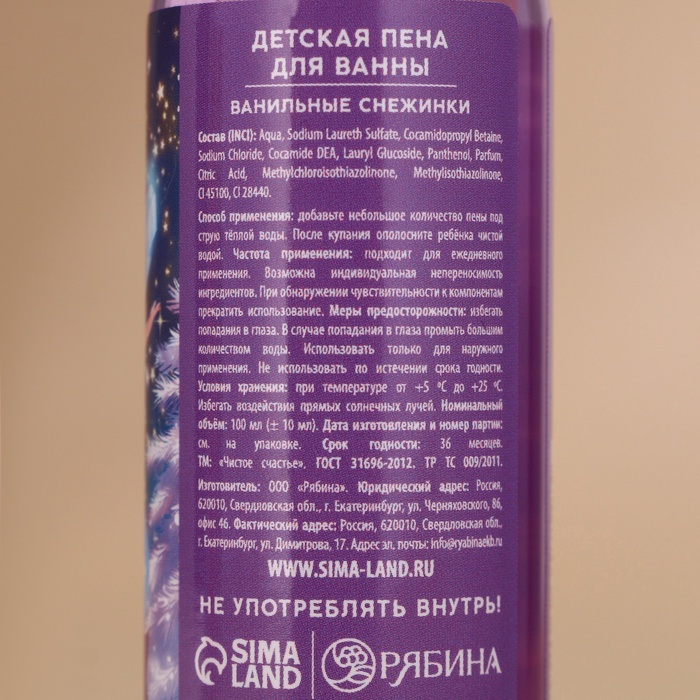 ДЕТСКАЯ ПЕНА
ДЛЯ ВАННЫ
ВАНИЛЬНЫЕ СНЕЖИНКИ
Состав (INCI): Aqua, Sodium Laureth Sulfate, Cocamidopropyl Betaine,
Sodium Chloride, Cocamide DEA, Lauryl Glucoside, Panthenol, Parfum,
Citric Acid, Methylchloroisothiazolinone, Methylisothiazolinone,
CI 45100, CI 28440.
Способ применения: добавьте небольшое количество пены под
струю тёплой воды. После купания ополосните ребёнка чистой
водой. Частота применения: подходит для ежедневного
применения. Возможна индивидуальная непереносимость
ингредиентов. При обнаружении чувствительности к компонентам
прекратить использование. Меры предосторожности: избегать
попадания в глаза. В случае попадания в глаза промыть большим
количеством воды. Использовать только для наружного
применения. Не использовать по истечении срока годности.
Условия хранения: при температуре от +5 °C до +25 °C.
Избегать воздействия прямых солнечных лучей. Номинальный
объём: 100 мл (± 10 мл). Дата изготовления и номер партии:
см. на упаковке. Срок годности: 36 месяцев.
ТМ: «Чистое счастье». ГОСТ 31696-2012. ТР ТС 009/2011.
Изготовитель: ООО «Рябина». Юридический адрес: Россия,
620010, Свердловская обл., г. Екатеринбург, ул. Черняховского, 86,
офис 46. Фактический адрес: Россия, 620010, Свердловская обл.,
г. Екатеринбург, ул. Димитрова, 17. Адрес эл. почты: info@ryabinaekb.ru
WWW.SIMA-LAND.RU
НЕ УПОТРЕБЛЯТЬ ВНУТРЬ!
SIMA
LAND
РЯБИНА